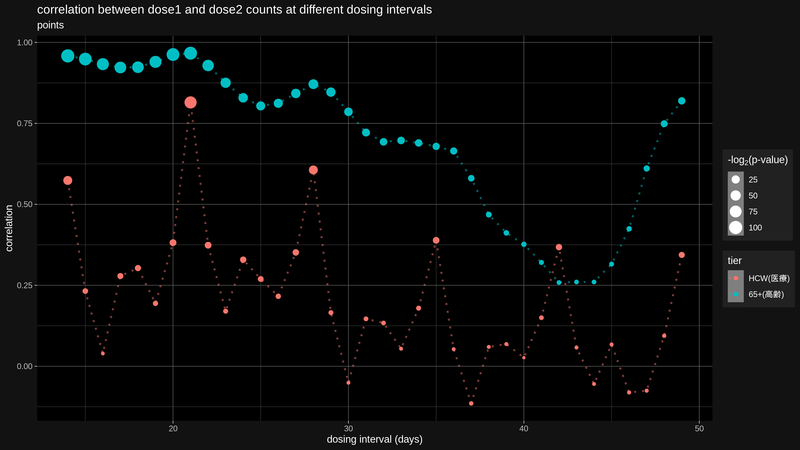 correlation between dose1 and dose2 counts at different dosing intervals
points
1.00
0.75
0.50
0.25
0.00
correlation
20
30
40
50
dosing interval (days)
-log2(p-value)
25
50
75
100
tier
HCW(医療)
65+(高齢)